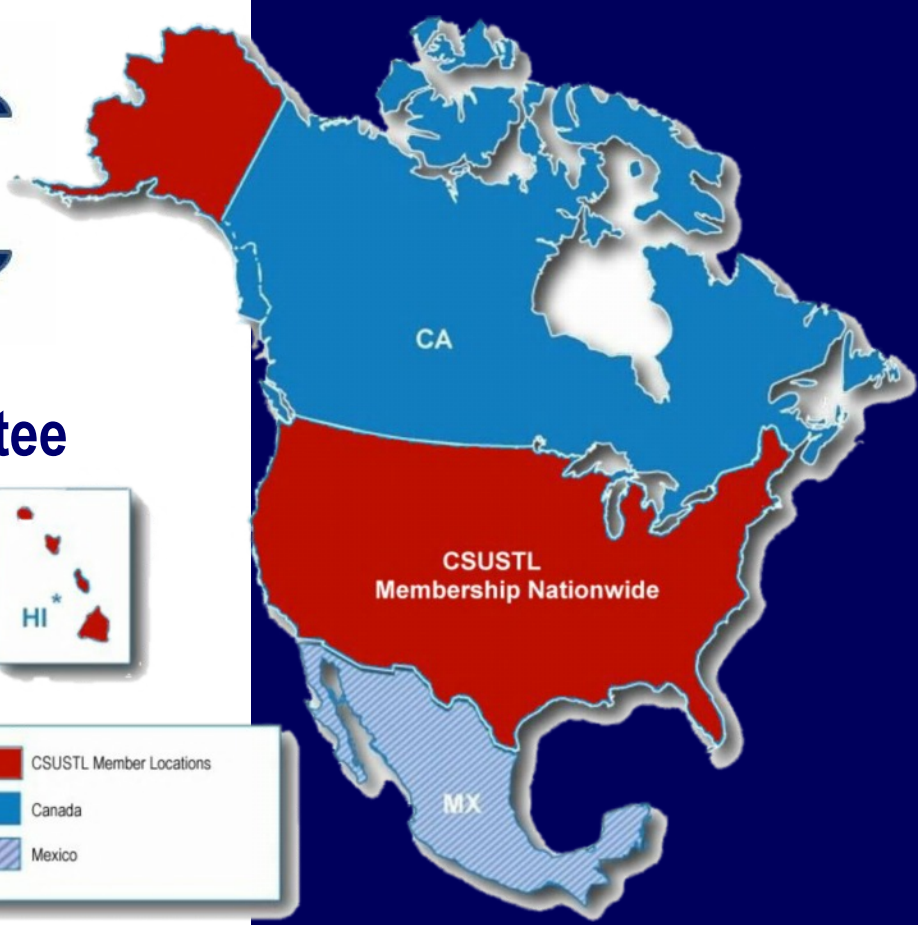 CA
tee
CSUSTL
Membership Nationwide
HI*
MX
CSUSTL Member Locations
Canada
Mexico